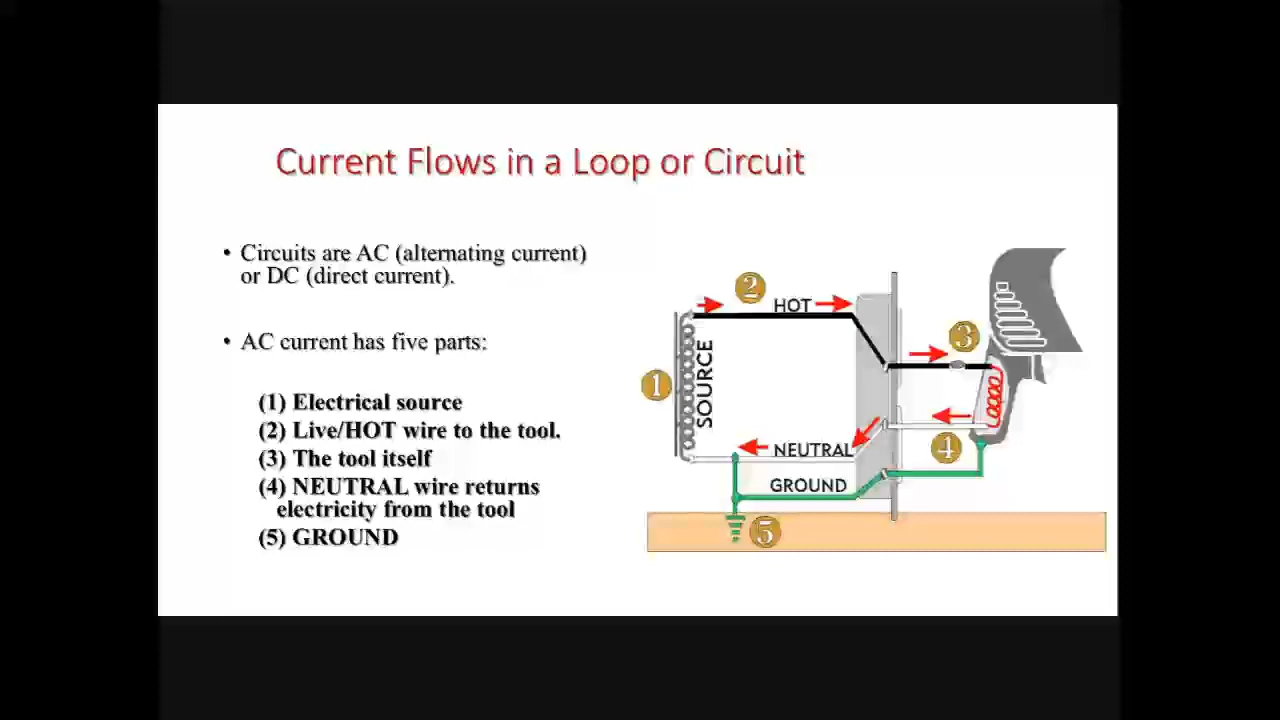 Current Flows in a Loop or Circuit
• Circuits are AC (alternating current)
or DC (direct current).
• AC current has five parts:
(1) Electrical source
(2) Live/HOT wire to the tool.
(3) The tool itself
(4) NEUTRAL wire returns
electricity from the tool
(5) GROUND
2
HOT
3
1
SOURCE
NEUTRAL
4
GROUND
5